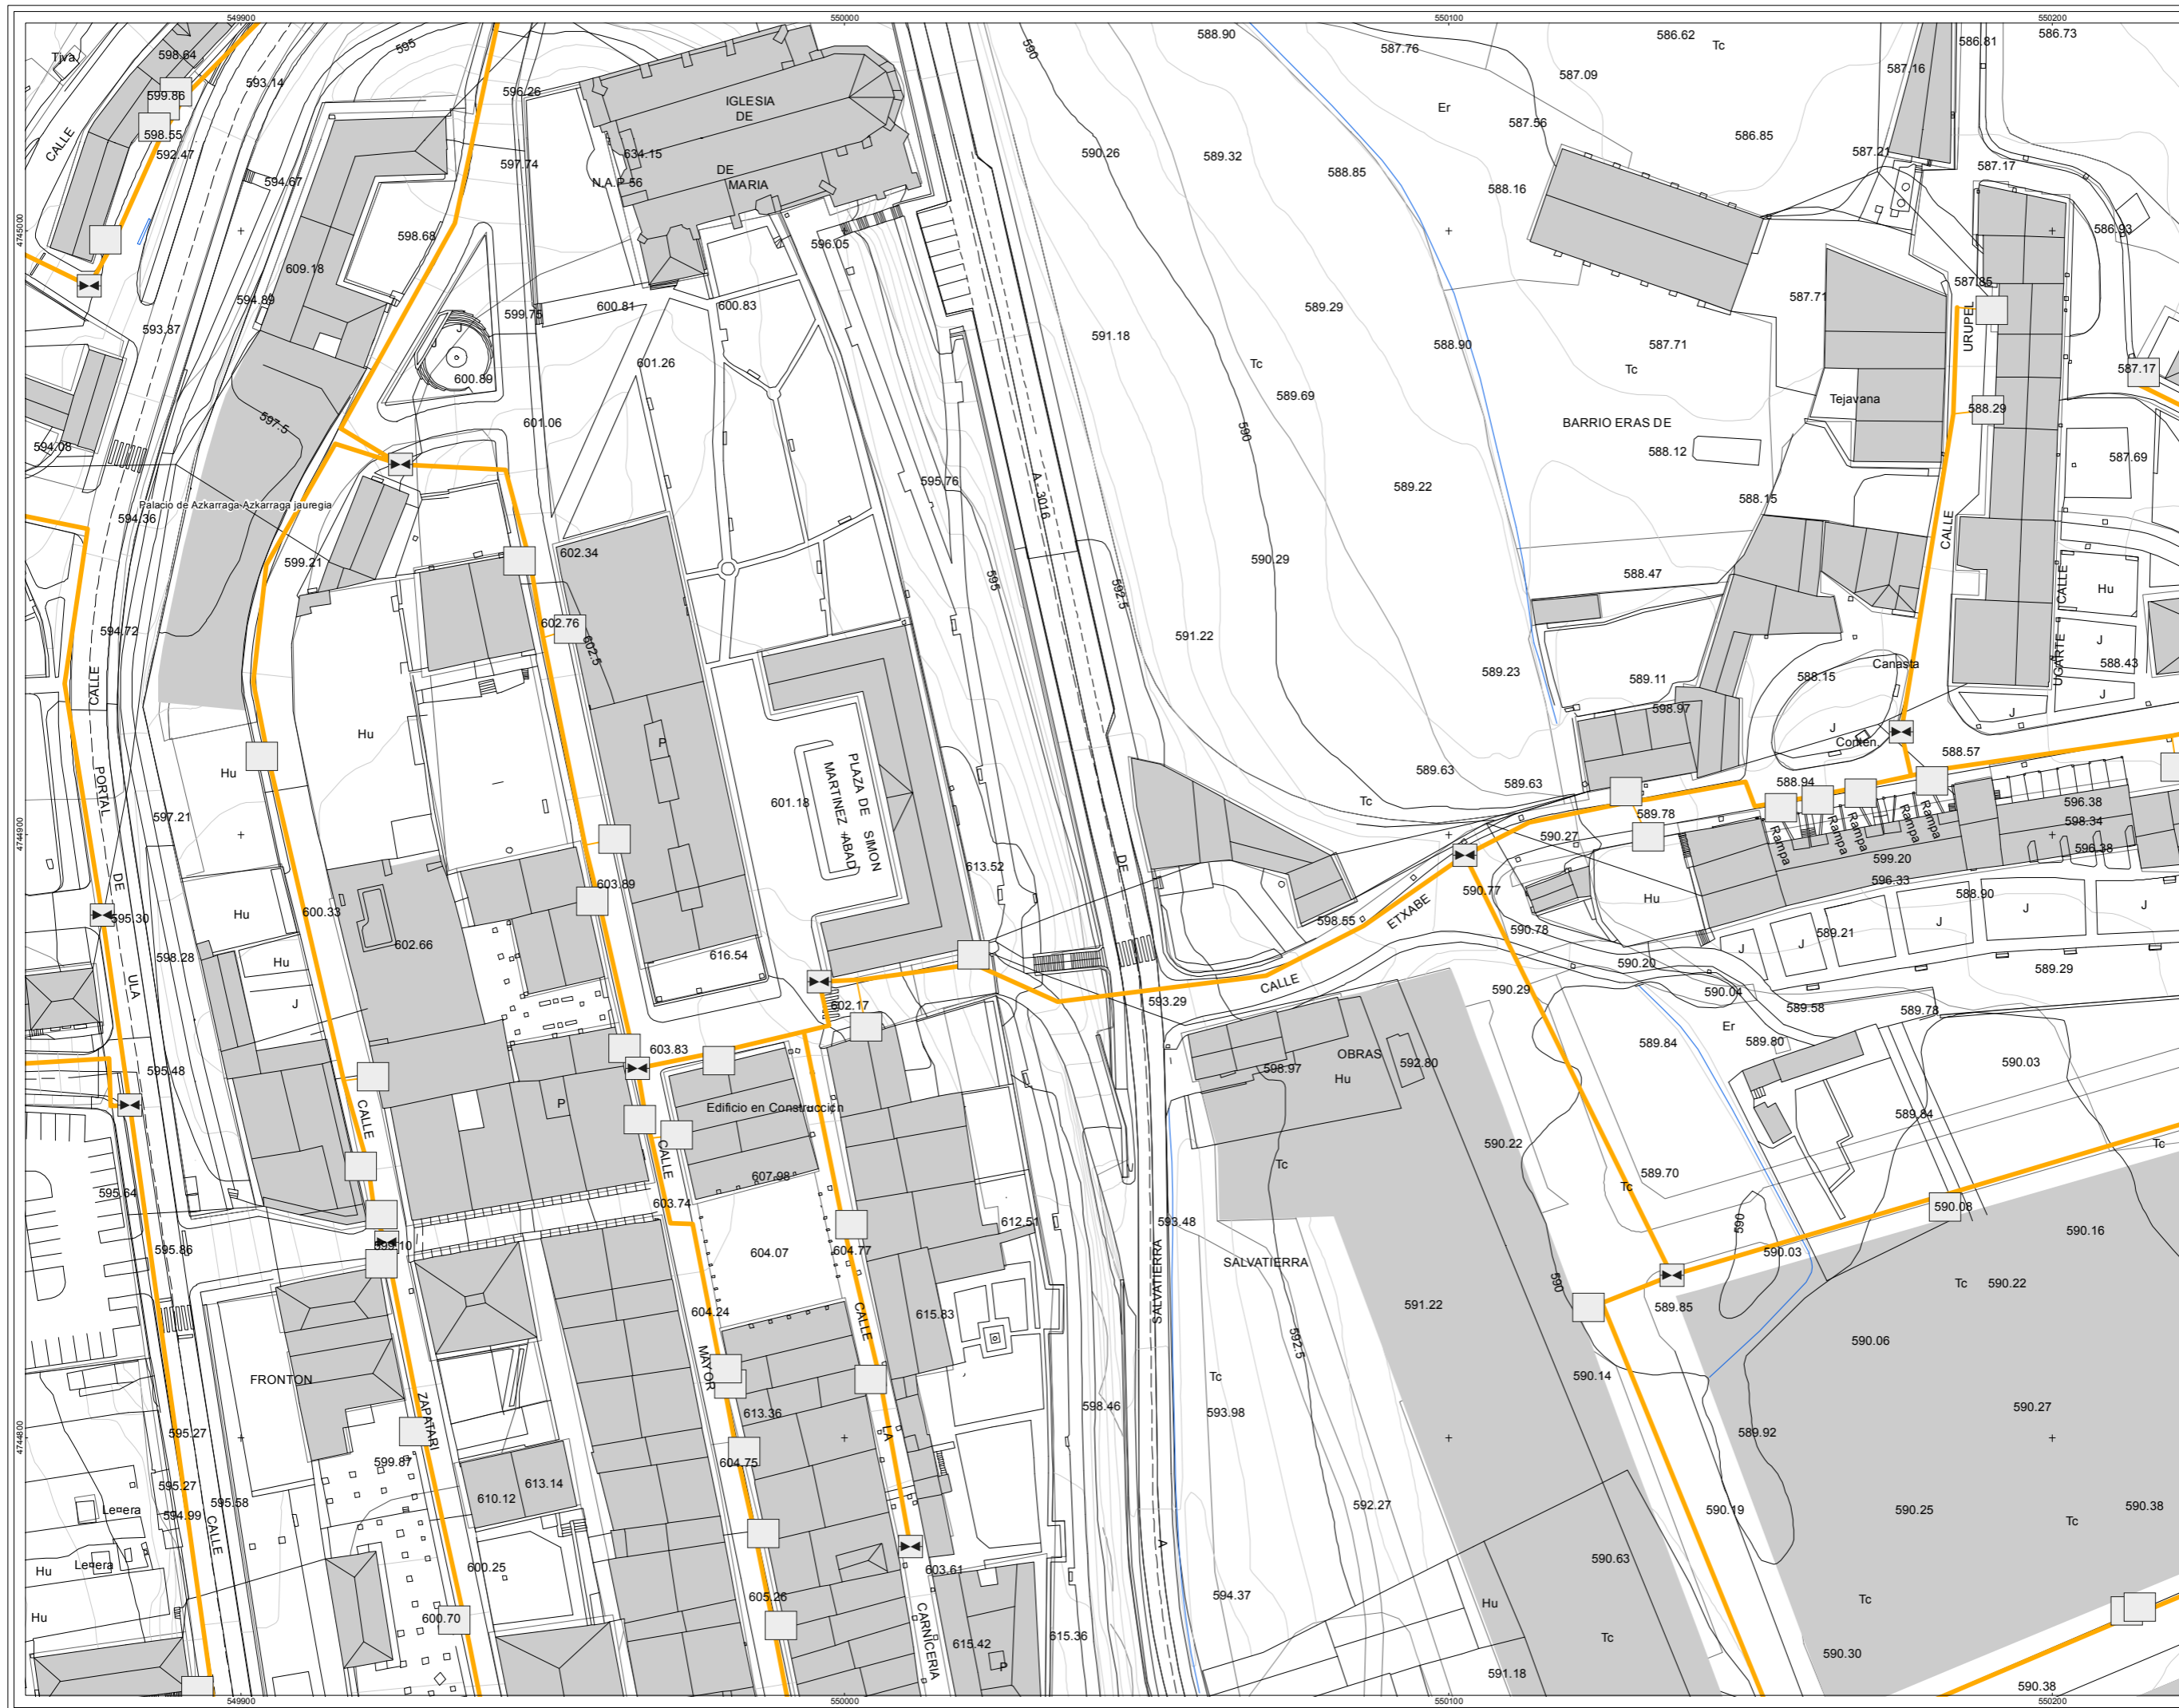 549900
550000
550100
550200
Tjva.
598.64
595
593.14
599.86
598.55
592.47
CALLE
594.67
596.26
597.74
IGLESIA
DE
DE
MARIA
634.15
N.A.P 56
598.68
596.05
609.18
594.89
593.37
599.75
600.81
600.83
J
J
600.89
601.26
601.06
597.5
594.08
594.36
Palacio de Azkarraga-Azkarraga jauregia
599.21
602.34
602.76
602.5
594.72
4745000
590
588.90
587.76
586.62
Tc
587.09
586.81
586.73
587.16
Er
587.56
586.85
590.26
589.32
588.85
588.16
587.21
587.17
586.93
589.29
587.71
587.85
591.18
588.90
587.71
URUPEL
Tc
Tc
589.69
Tejavana
588.29
587.17
BARRIO ERAS DE
590
588.12
587.69
595.76
A- 3016
589.22
588.15
CALLE
590.29
595
592.5
588.47
CALLE
Hu
591.22
J
UGARTE
588.43
589.23
589.11
588.15
Canasta
598.97
J
J
J
Conten.
588.57
589.63
589.63
Tc
588.94
589.78
596.38
598.34
596.38
590.27
Rampa
Rampa
Rampa
Rampa
Rampa
599.20
596.33
588.90
CALLE
PORTAL
DE
ULA
Hu
Hu
P
PLAZA DE SIMON
MARTINEZ ABAD
601.18
597.21
4744900
613.52
DE
603.89
Hu
600.33
602.66
595.30
598.28
Hu
J
616.54
602.17
603.83
598.55
ETXABE
CALLE
590.77
590.78
Hu
J
J
589.21
J
J
J
589.29
590.20
593.29
590.29
590.04
589.58
589.78
Er
589.84
589.80
590.03
595.48
OBRAS
598.97
Hu
592.80
P
Edificio en Construcción
CALLE
CALLE
589.84
590.22
589.70
Tc
Tc
Tc
607.98
595.64
603.74
612.51
593.48
590.08
590
590.16
595.86
599.10
604.07
604.77
SALVATIERRA
SALVATIERRA
590.03
Tc
590.22
590
589.85
604.24
CALLE
615.83
591.22
592.5
590.06
FRONTON
MAYOR
Tc
590.14
ZAPATARI
4744800
595.27
613.36
LA
598.46
593.98
590.27
589.92
599.87
604.75
595.27
610.12
613.14
592.27
590.19
590.25
590.38
Tc
594.99
595.58
CALLE
A
603.61
590.63
600.25
605.26
594.37
Hu
Hu
Tc
600.70
CARNICERIA
Hu
Tc
615.42
615.36
P
591.18
590.30
590.38